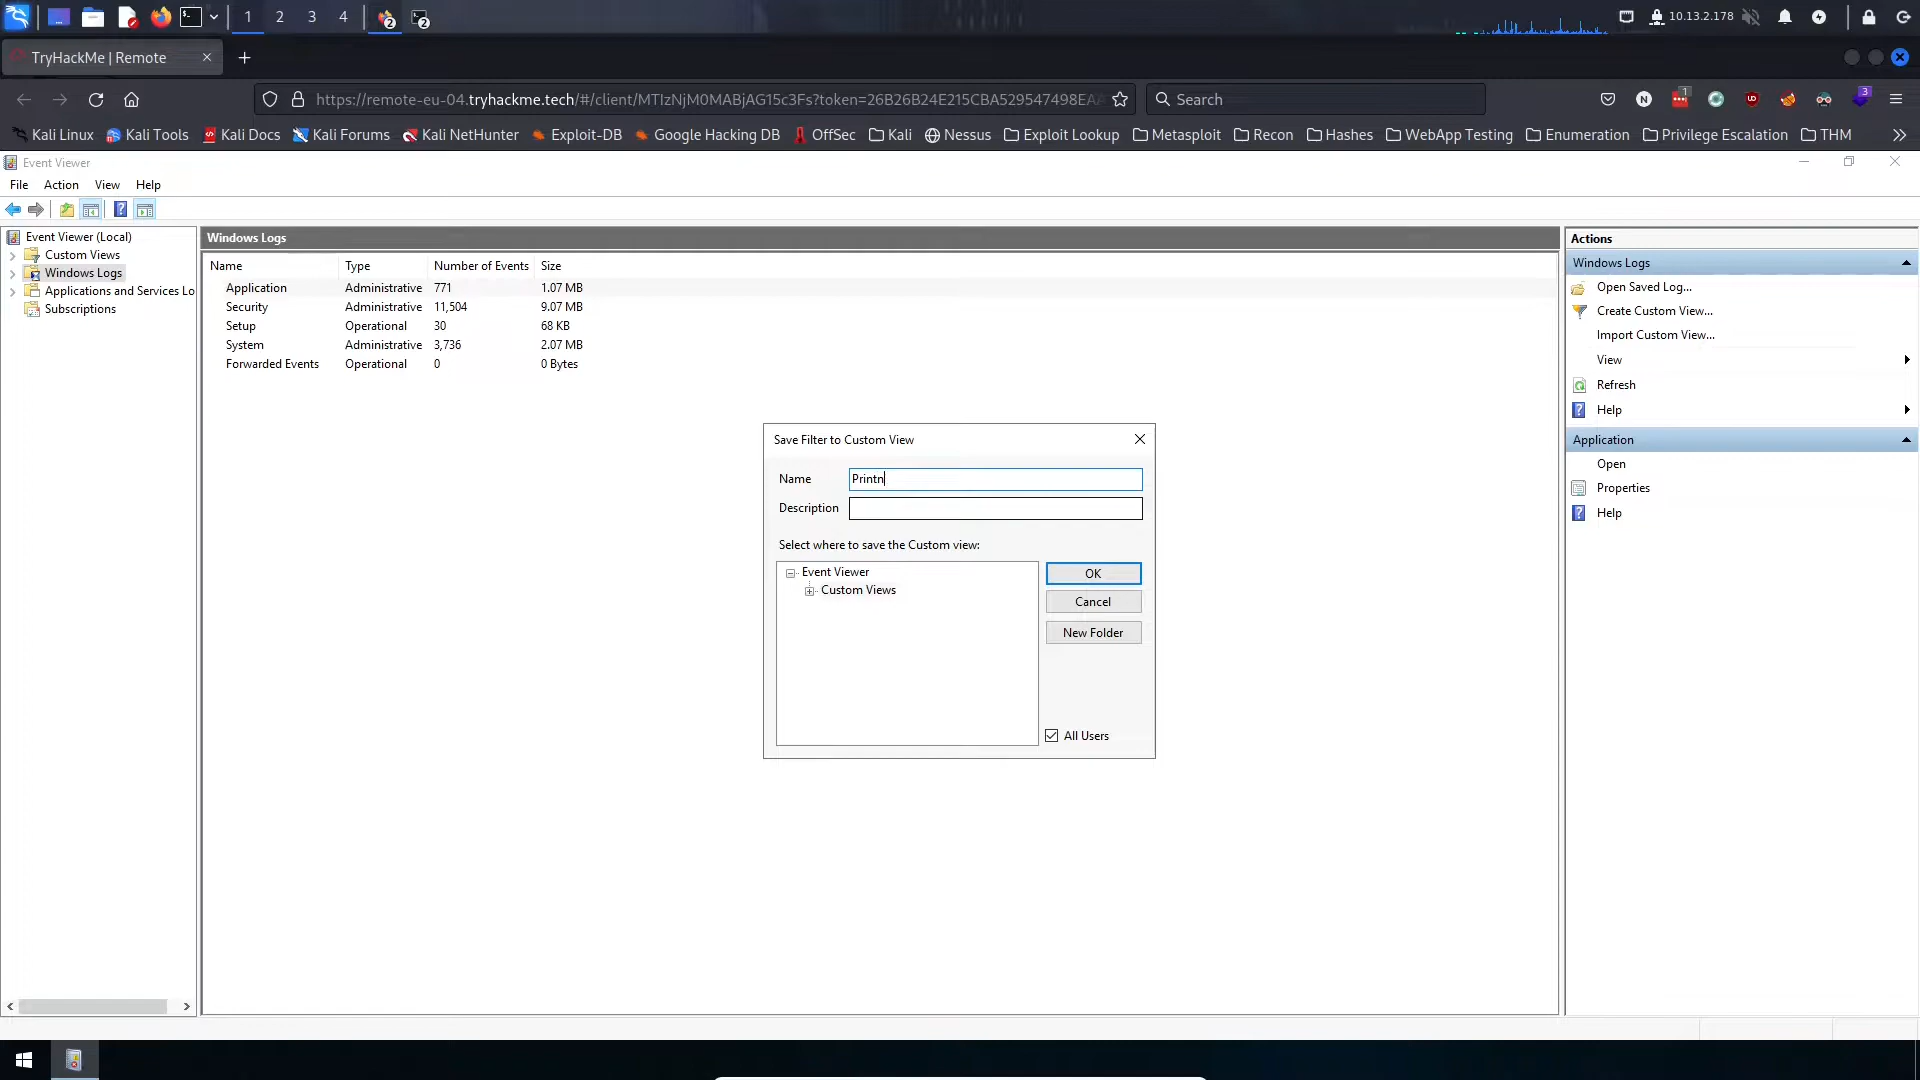 1 2 3 4 2 2 10.13.2.178
TryHackMe | Remote
https://remote-eu-04.tryhackme.tech/#/client/MTIzNjM0MABjAG15c3Fs?token=26B26B24E215CBA529547498EAA Search 1 3
Kali Linux Kali Tools Kali Docs Kali Forums Kali NetHunter Exploit-DB Google Hacking DB OffSec Kali Nessus Exploit Lookup Metasploit Recon Hashes WebApp Testing Enumeration Privilege Escalation THM
Event Viewer
File Action View Help
Event Viewer (Local)
Custom Views
Windows Logs
Applications and Services Lo
Subscriptions
Windows Logs
Name Type Number of Events Size
Application Administrative 771 1.07 MB
Security Administrative 11,504 9.07 MB
Setup Operational 30 68 KB
System Administrative 3,736 2.07 MB
Forwarded Events Operational 0 0 Bytes
Save Filter to Custom View
Name Printn
Description
Select where to save the Custom view:
Event Viewer
Custom Views
OK
Cancel
New Folder
All Users
Actions
Windows Logs
Open Saved Log...
Create Custom View...
Import Custom View...
View
Refresh
Help
Application
Open
Properties
Help